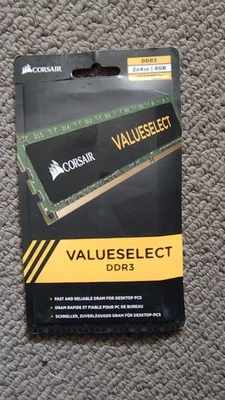 CORSAIR
DDR3
2x4GB | 8GB
VALUESELECT
CORSAIR
VALUESELECT
DDR3
FAST AND RELIABLE DRAM FOR DESKTOP PCS
DRAM RAPIDE ET FIABLE POUR PC DE BUREAU
SCHNELLER, ZUVERLÄSSIGER DRAM FÜR DESKTOP-PCS